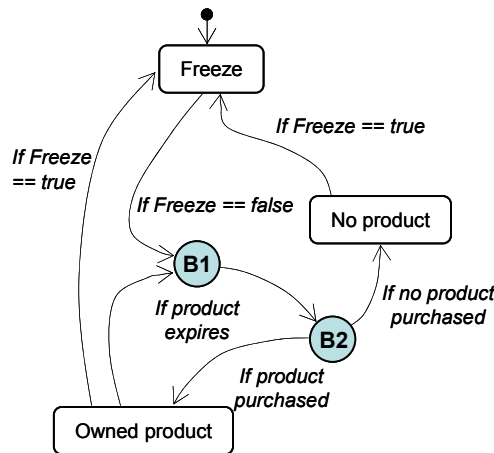 Freeze
If Freeze == true
If Freeze
== true
If Freeze == false
No product
B1
If product
expires
If no product
purchased
B2
If product
purchased
Owned product